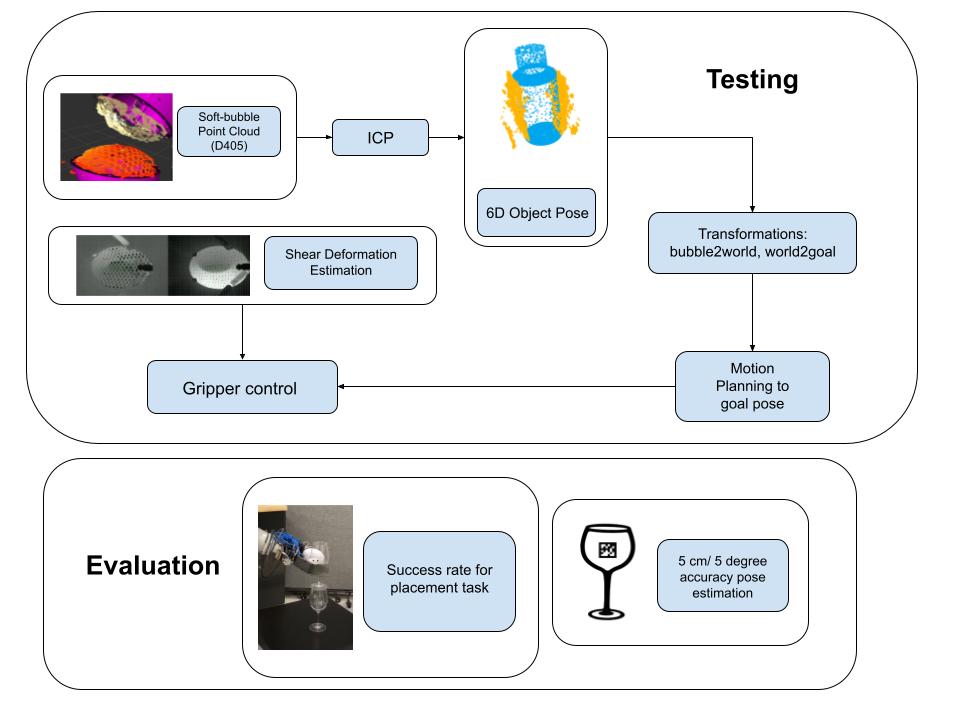 Testing
Soft-bubble
Point Cloud
(D405)
ICP
6D Object Pose
Transformations:
bubble2world, world2goal
Shear Deformation
Estimation
Gripper control
Motion
Planning to
goal pose
Evaluation
Success rate for
placement task
5 cm/ 5 degree
accuracy pose
estimation